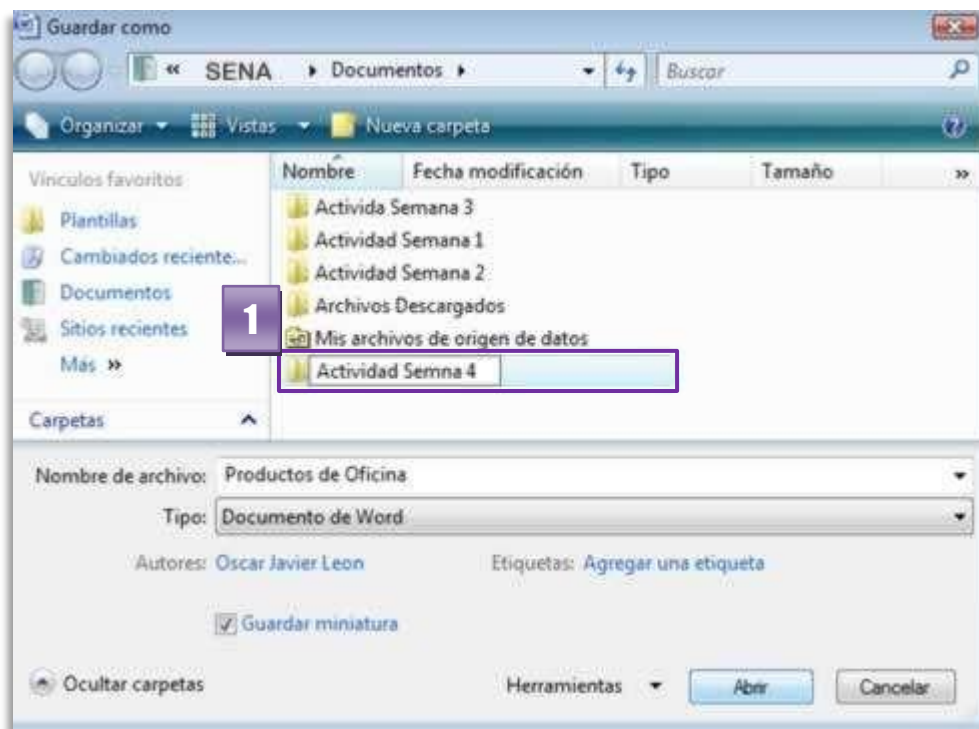 Guardar como
« SENA Documentos Buscar
Organizar Vistas Nueva carpeta ?
Vínculos favoritos
Plantillas
Cambiados reciente...
Documentos
Sitios recientes
Más »
Carpetas
Nombre Fecha modificación Tipo Tamaño »
Activida Semana 3
Actividad Semana 1
Actividad Semana 2
Archivos Descargados
Mis archivos de origen de datos
1
Actividad Semna 4
Nombre de archivo: Productos de Oficina
Tipo: Documento de Word
Autores: Oscar Javier Leon Etiquetas: Agregar una etiqueta
Guardar miniatura
Ocultar carpetas Herramientas Abrir Cancelar